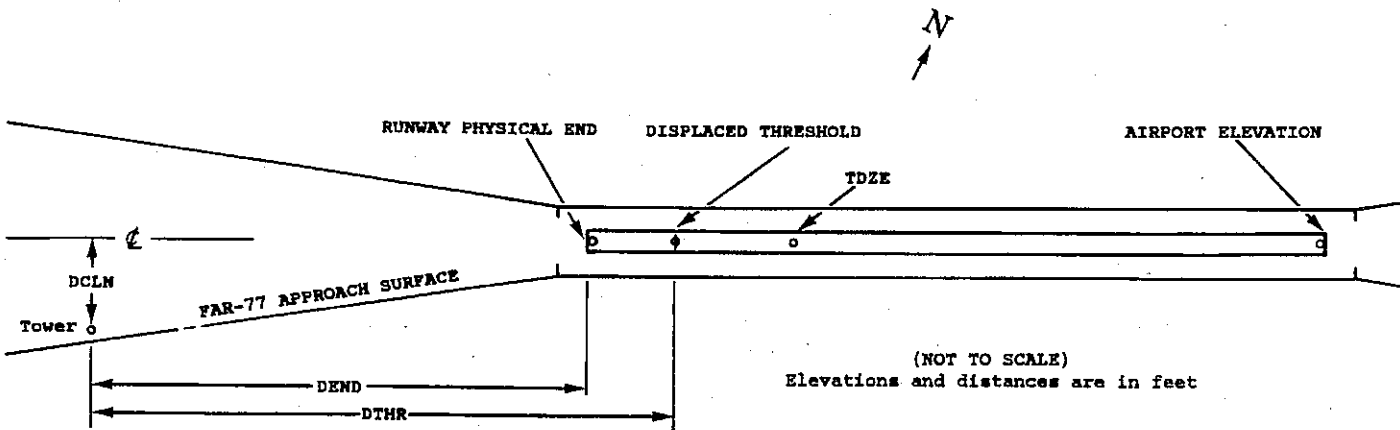 N
RUNWAY PHYSICAL END
DISPLACED THRESHOLD
AIRPORT ELEVATION
TDZE
℄
DCLN
FAR-77 APPROACH SURFACE
Tower
(NOT TO SCALE)
Elevations and distances are in feet
DEND
DTHR